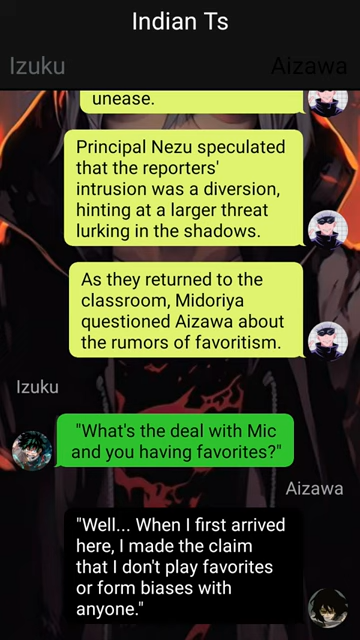 Indian Ts
Izuku
Aizawa
unease.
Principal Nezu speculated
that the reporters'
intrusion was a diversion,
hinting at a larger threat
lurking in the shadows.
As they returned to the
classroom, Midoriya
questioned Aizawa about
the rumors of favoritism.
Izuku
"What's the deal with Mic
and you having favorites?"
Aizawa
"Well... When I first arrived
here, I made the claim
that I don't play favorites
or form biases with
anyone."